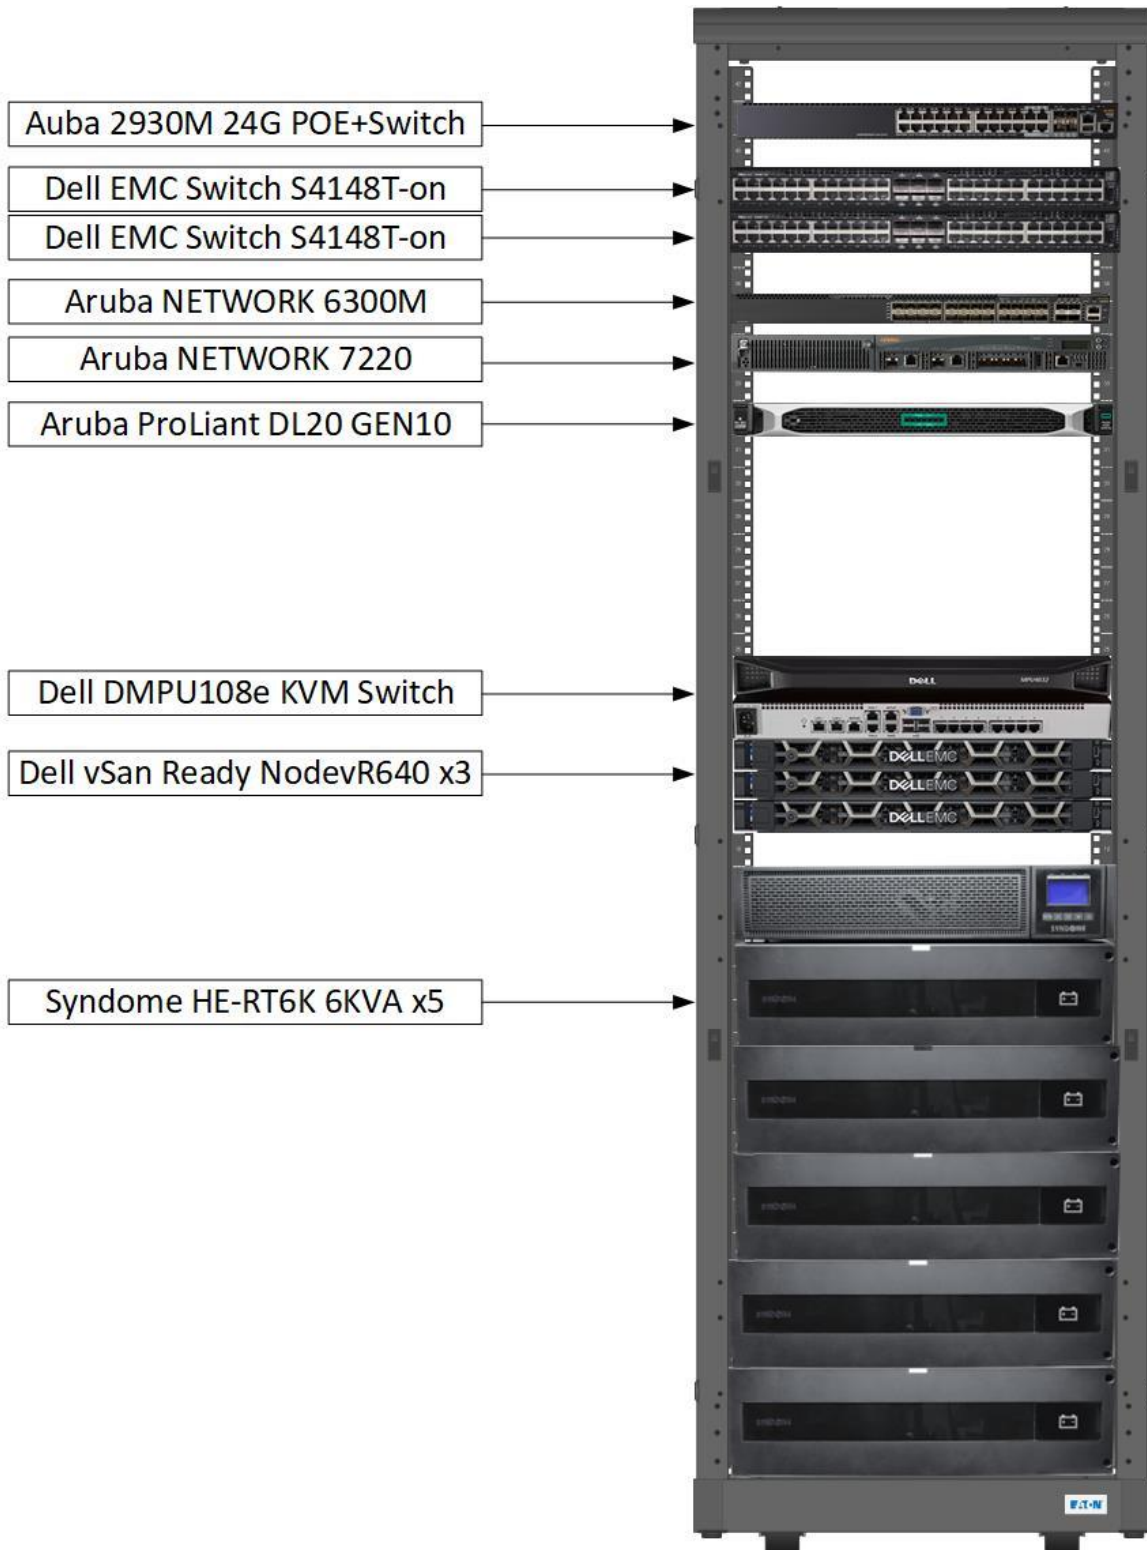 Auba 2930M 24G POE+Switch
Dell EMC Switch S4148T-on
Dell EMC Switch S4148T-on
Aruba NETWORK 6300M
Aruba NETWORK 7220
Aruba ProLiant DL20 GEN10
Dell DMPU108e KVM Switch
DELL
Dell vSan Ready NodevR640 x3
DELLEMC
DELLEMC
DELLEMC
SYNDOME
Syndome HE-RT6K 6KVA x5
EATON